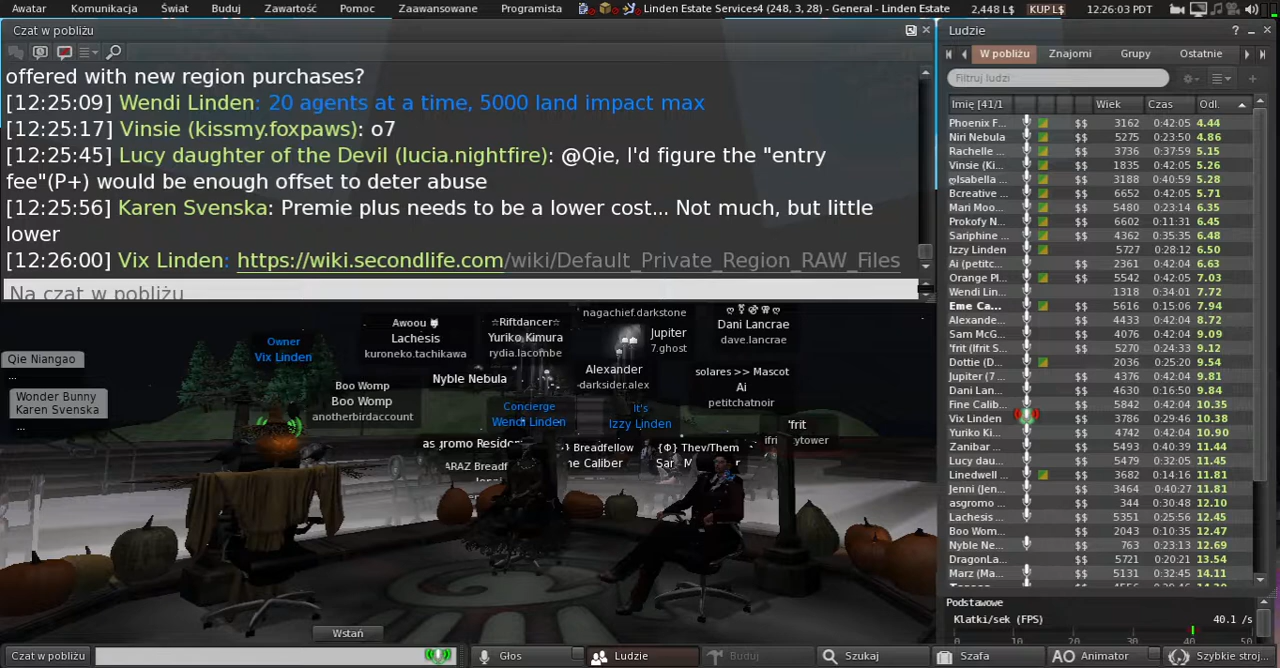 Awatar Komunikacja Świat Buduj Zawartość Pomoc Zaawansowane Programista Linden Estate Services4 (248, 3, 28) - General - Linden Estate 2,448 L$ KUP L$ 12:26:03 PDT
Czat w pobliżu
offered with new region purchases?
[12:25:09] Wendi Linden: 20 agents at a time, 5000 land impact max
[12:25:17] Vinsie (kissmy.foxpaws): o7
[12:25:45] Lucy daughter of the Devil (lucia.nightfire): @Qie, I'd figure the "entry
fee"(P+) would be enough offset to deter abuse
[12:25:56] Karen Svenska: Premie plus needs to be a lower cost... Not much, but little
lower
[12:26:00] Vix Linden: https://wiki.secondlife.com/wiki/Default_Private_Region_RAW_Files
Na czat w pobliżu
nagachief.darkstone
Owner
Vix Linden
Awoou
Lachesis
kuroneko.tachikawa
☆Riftdancer☆
Yuriko Kimura
rydia.lacombe
Jupiter
7.ghost
Dani Lancrae
dave.lancrae
Qie Niangao
...
Wonder Bunny
Karen Svenska
...
Boo Womp
Boo Womp
anotherbirdaccount
Nyble Nebula
Alexander
-darksider.alex
solares >> Mascot
Ai
petitchatnoir
Concierge
Wendi Linden
It's
Izzy Linden
'frit
as gromo Residen
} Breadfellow
ne Caliber
{Φ} They/Them
ARAZ Breadf
Wstań
Ludzie
? _ ×
W pobliżu Znajomi Grupy Ostatnie
Filtruj ludzi
Imię [41/1 Wiek Czas Odl.
Phoenix F... $$ 3162 0:42:05 4.44
Niri Nebula $$ 5275 0:23:50 4.86
Rachelle ... $$ 3736 0:37:59 5.15
Vinsie (Ki... $$ 1835 0:42:05 5.26
ღIsabella ... $$ 3188 0:40:59 5.28
Bcreative ... $$ 6652 0:42:05 5.71
Mari Moo... $$ 5480 0:23:14 6.35
Prokofy N... $$ 6602 0:11:31 6.45
Sariphine ... $$ 4362 0:35:35 6.48
Izzy Linden 5727 0:28:12 6.50
Ai (petitc... $$ 2361 0:42:04 6.63
Orange Pl... $$ 5542 0:42:05 7.03
Wendi Lin... 1318 0:34:01 7.72
Eme Ca... $$ 5616 0:15:06 7.94
Alexande... $$ 4433 0:42:04 8.72
Sam McG... $$ 4076 0:42:04 9.09
'frit (Ifrit S... $$ 5270 0:24:33 9.12
Dottie (D... $$ 2036 0:25:20 9.54
Jupiter (7 ... $$ 4376 0:42:04 9.81
Dani Lan... $$ 4630 0:16:50 9.84
Fine Calib... $$ 5842 0:42:04 10.35
Vix Linden 3786 0:29:46 10.38
Yuriko Ki... $$ 4742 0:42:04 10.90
Zanibar ... $$ 5493 0:40:39 11.44
Lucy dau... $$ 5479 0:32:05 11.45
Linedwell ... $$ 3682 0:14:16 11.81
Jenni (Jen... $$ 3464 0:40:27 11.81
asgromo ... $$ 344 0:30:48 12.10
Lachesis ... $$ 5351 0:25:56 12.45
Boo Wom... $$ 2043 0:10:35 12.47
Nyble Ne... $$ 763 0:23:13 12.69
DragonLa... $$ 5721 0:20:21 13.54
Marz (Ma... $$ 5131 0:32:45 14.11
Podstawowe
Klatki/sek (FPS) 40.1 /s
0 10 20 30 40 50
Czat w pobliżu Głos Ludzie Buduj Szukaj Szafa AO Animator Szybkie stroj...